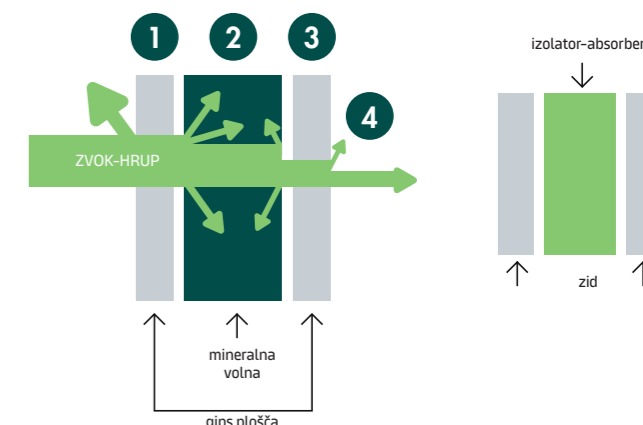 1 2 3
izolator-absorber
4
ZVOK-HRUP
zid
mineralna
volna
gips plošča